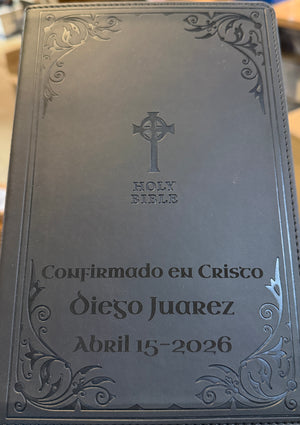 HOLY
BIBLE
Confirmado en Cristo
Diego Juarez
Abril 15-2026